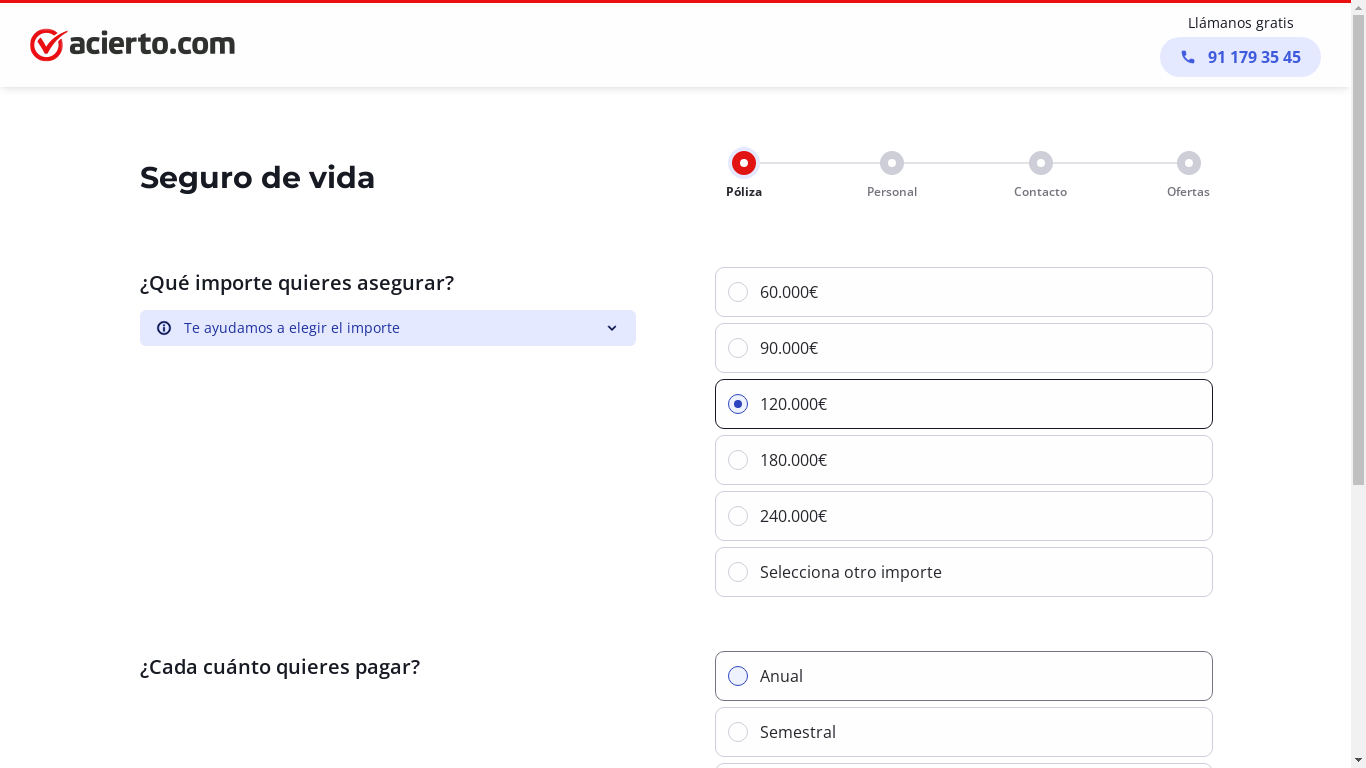 acierto.com
Llámanos gratis
91 179 35 45
Seguro de vida
Póliza
Personal
Contacto
Ofertas
¿Qué importe quieres asegurar?
Te ayudamos a elegir el importe
60.000€
90.000€
120.000€
180.000€
240.000€
Selecciona otro importe
¿Cada cuánto quieres pagar?
Anual
Semestral